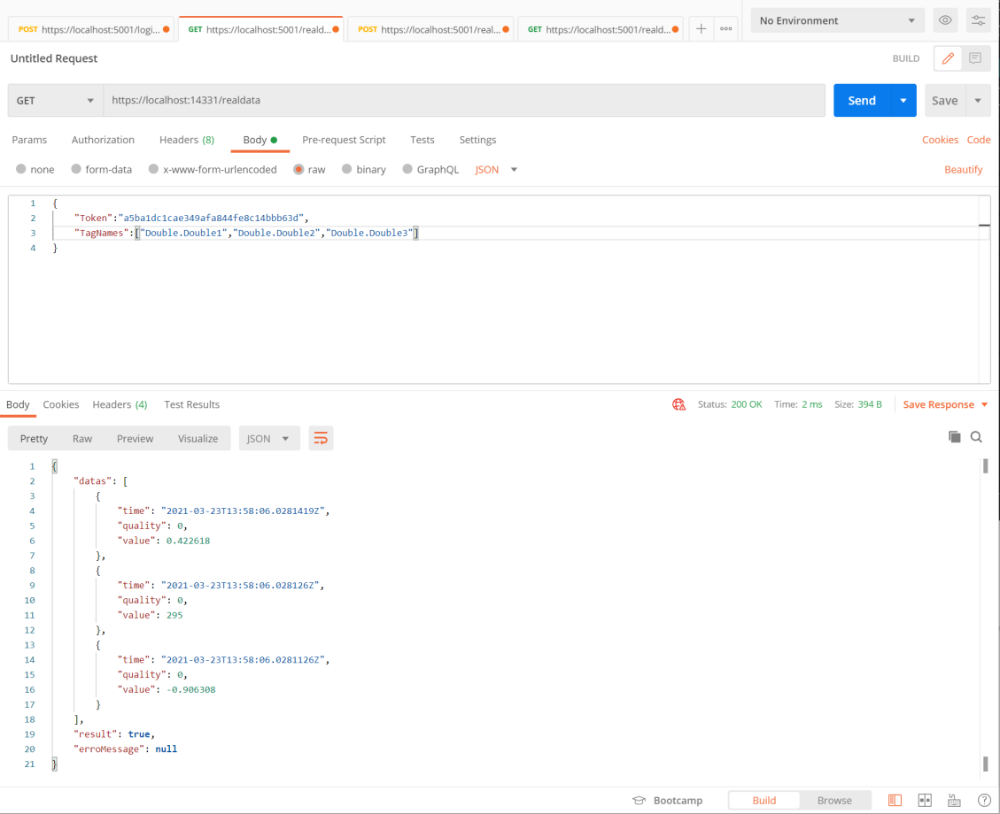 POST https://localhost:5001/logi... GET https://localhost:5001/reald... POST https://localhost:5001/real... GET https://localhost:5001/reald... No Environment
Untitled Request BUILD
GET https://localhost:14331/realdata Send Save
Params Authorization Headers (8) Body Pre-request Script Tests Settings Cookies Code
none form-data x-www-form-urlencoded raw binary GraphQL JSON Beautify
1 {
2 "Token":"a5ba1dc1cae349afa844fe8c14bbb63d",
3 "TagNames":["Double.Double1","Double.Double2","Double.Double3"]
4 }
Body Cookies Headers (4) Test Results Status: 200 OK Time: 2 ms Size: 394 B Save Response
Pretty Raw Preview Visualize JSON
1 {
2 "datas": [
3 {
4 "time": "2021-03-23T13:58:06.0281419Z",
5 "quality": 0,
6 "value": 0.422618
7 },
8 {
9 "time": "2021-03-23T13:58:06.028126Z",
10 "quality": 0,
11 "value": 295
12 },
13 {
14 "time": "2021-03-23T13:58:06.0281126Z",
15 "quality": 0,
16 "value": -0.906308
17 }
18 ],
19 "result": true,
20 "erroMessage": null
21 }
Bootcamp Build Browse